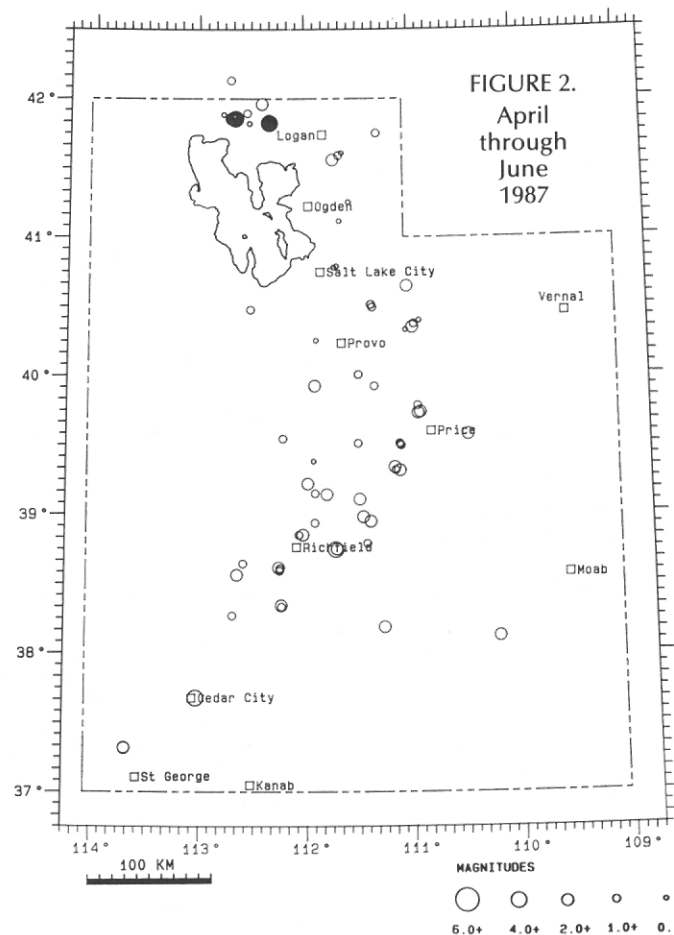 FIGURE 2.
April
through
June
1987
42°
Logan
Ogden
41°
Salt Lake City
Vernal
Provo
40°
Price
39°
Richfield
Moab
38°
Cedar City
St George
37°
Kanab
114°
113°
112°
111°
110°
109°
100 KM
MAGNITUDES
6.0+
4.0+
2.0+
1.0+
0.